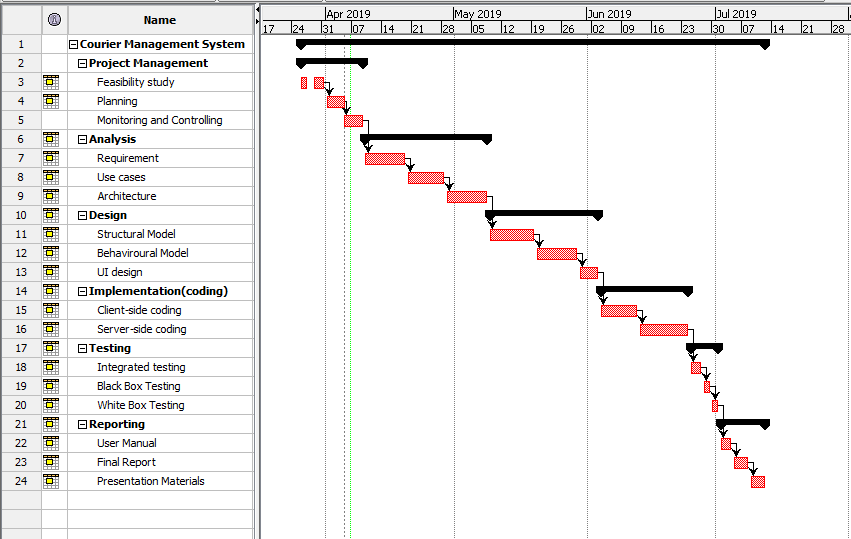 Name
Apr 2019 May 2019 Jun 2019 Jul 2019
17 24 31 07 14 21 28 05 12 19 26 02 09 16 23 30 07 14 21 28
1 Courier Management System
2 Project Management
3 Feasibility study
4 Planning
5 Monitoring and Controlling
6 Analysis
7 Requirement
8 Use cases
9 Architecture
10 Design
11 Structural Model
12 Behavioural Model
13 UI design
14 Implementation(coding)
15 Client-side coding
16 Server-side coding
17 Testing
18 Integrated testing
19 Black Box Testing
20 White Box Testing
21 Reporting
22 User Manual
23 Final Report
24 Presentation Materials